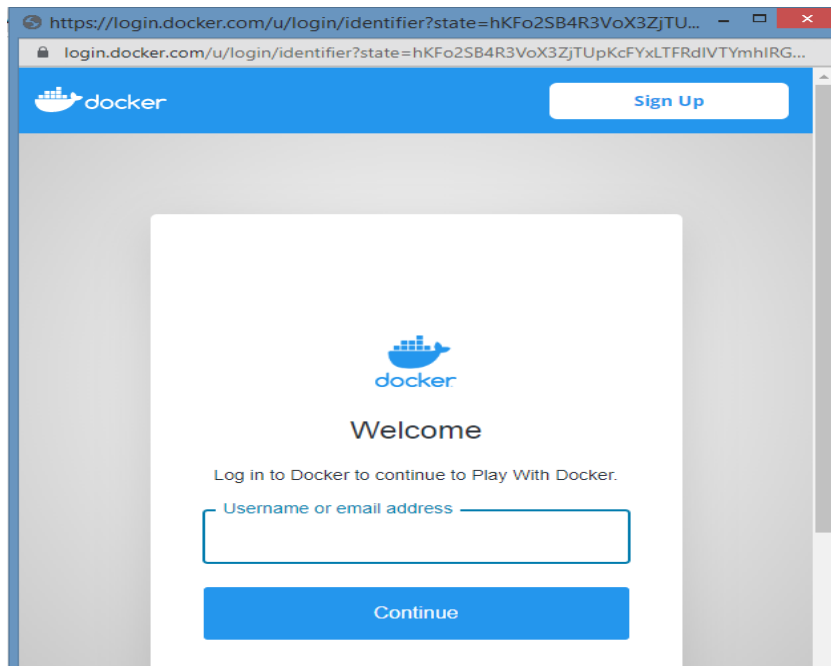 https://login.docker.com/u/login/identifier?state=hKFo2SB4R3VoX3ZjTU...
login.docker.com/u/login/identifier?state=hKFo2SB4R3VoX3ZjTUpKcFYxLTFRdlVTYmhIRG...
docker
Sign Up
docker
Welcome
Log in to Docker to continue to Play With Docker.
Username or email address
Continue